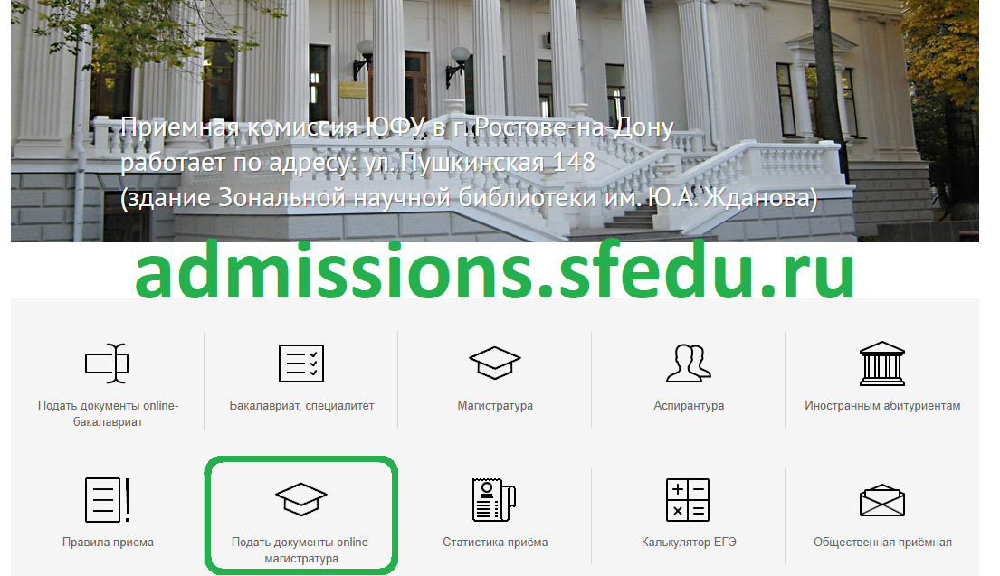 Приемная комиссия ЮФУ в г. Ростове-на-Дону
работает по адресу: ул. Пушкинская 148
(здание Зональной научной библиотеки им. Ю.А. Жданова)
admissions.sfedu.ru
Подать документы online-
бакалавриат
Бакалавриат, специалитет
Магистратура
Аспирантура
Иностранным абитуриентам
Правила приема
Подать документы online-
магистратура
Статистика приёма
Калькулятор ЕГЭ
Общественная приёмная